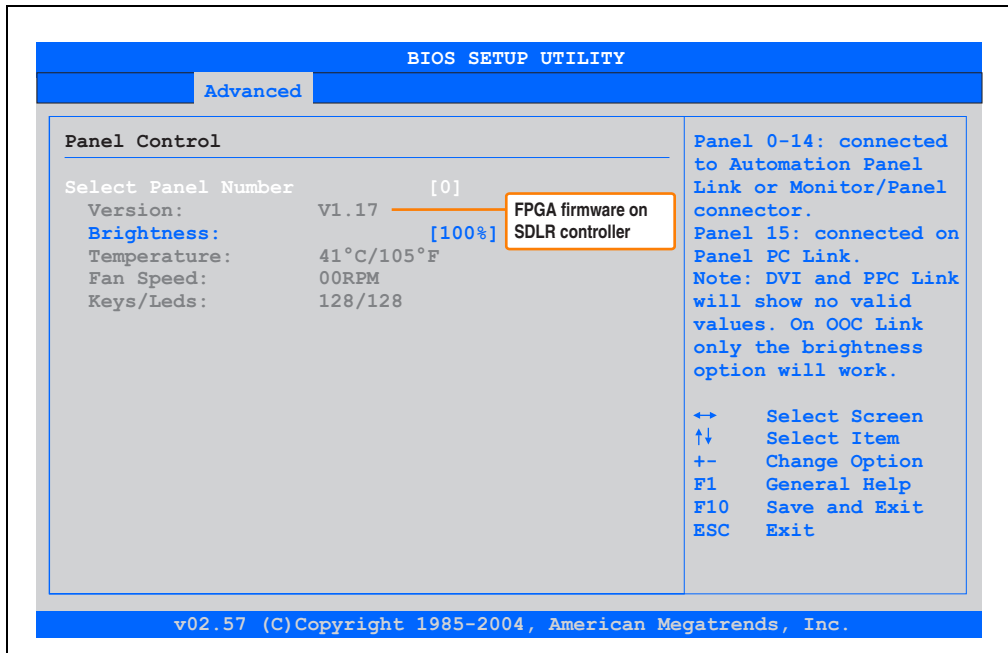 BIOS SETUP UTILITY
Advanced
Panel Control
Select Panel Number [0]
Version: V1.17
FPGA firmware on
SDLR controller
Brightness: [100%]
Temperature: 41°C/105°F
Fan Speed: 00RPM
Keys/Leds: 128/128
Panel 0-14: connected
to Automation Panel
Link or Monitor/Panel
connector.
Panel 15: connected on
Panel PC Link.
Note: DVI and PPC Link
will show no valid
values. On OOC Link
only the brightness
option will work.
←→ Select Screen
↑↓ Select Item
+- Change Option
F1 General Help
F10 Save and Exit
ESC Exit
v02.57 (C)Copyright 1985-2004, American Megatrends, Inc.